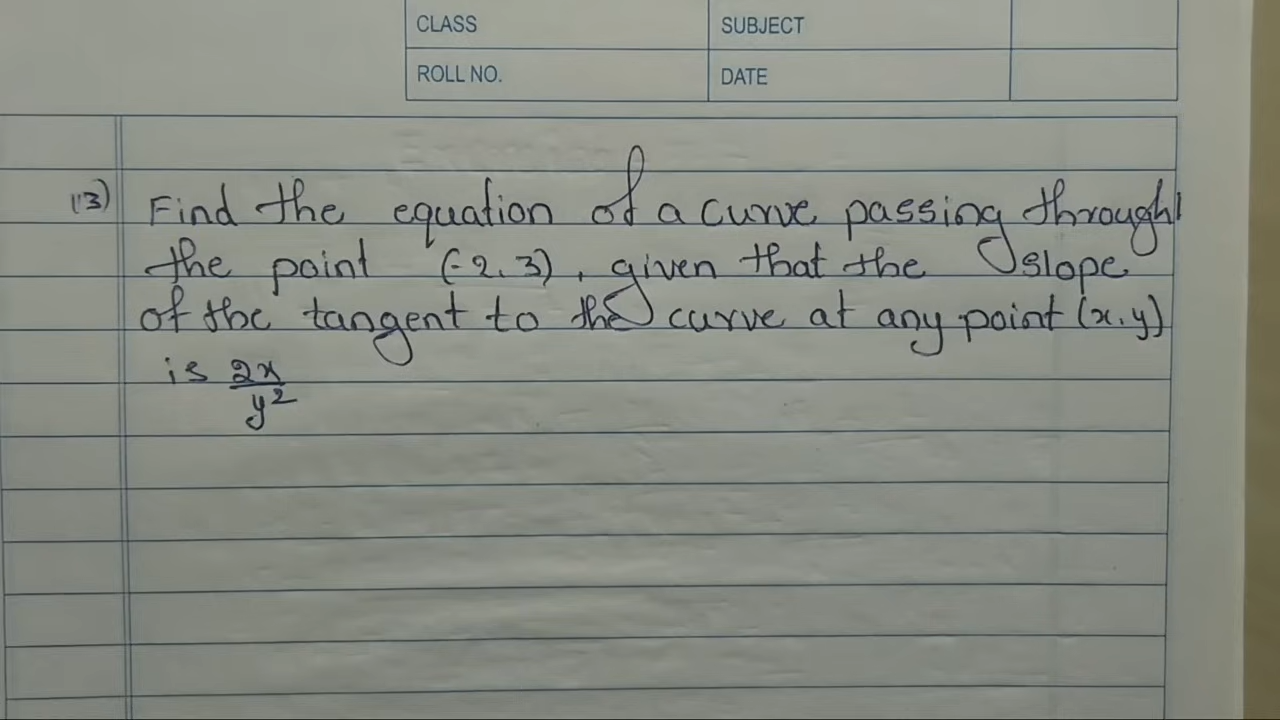 CLASS SUBJECT
ROLL NO. DATE
(13) Find the equation of a curve passing through
the point (-2, 3), given that the slope
of the tangent to the curve at any point (x, y)
is 2x/y²